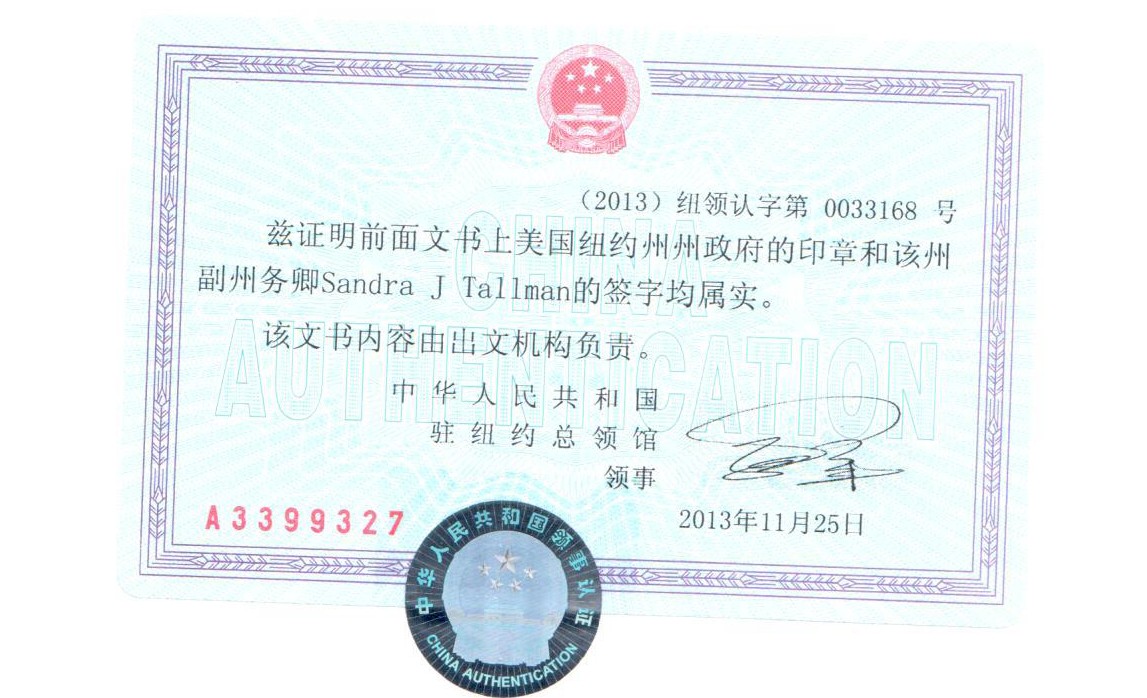 （2013）纽领认字第 0033168 号
兹证明前面文书上美国纽约州州政府的印章和该州
副州务卿Sandra J Tallman的签字均属实。
该文书内容由出文机构负责。
CHINA
AUTHENTICATION
中华人民共和国
驻纽约总领馆
领事
2013年11月25日
A3399327
中华人民共和国领事认证
CHINA AUTHENTICATION